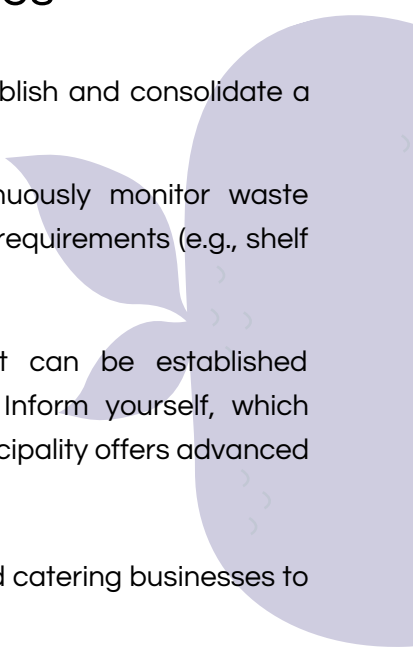 blish and consolidate a
nuously monitor waste
requirements (e.g., shelf
t can be established
Inform yourself, which
cipality offers advanced
d catering businesses to